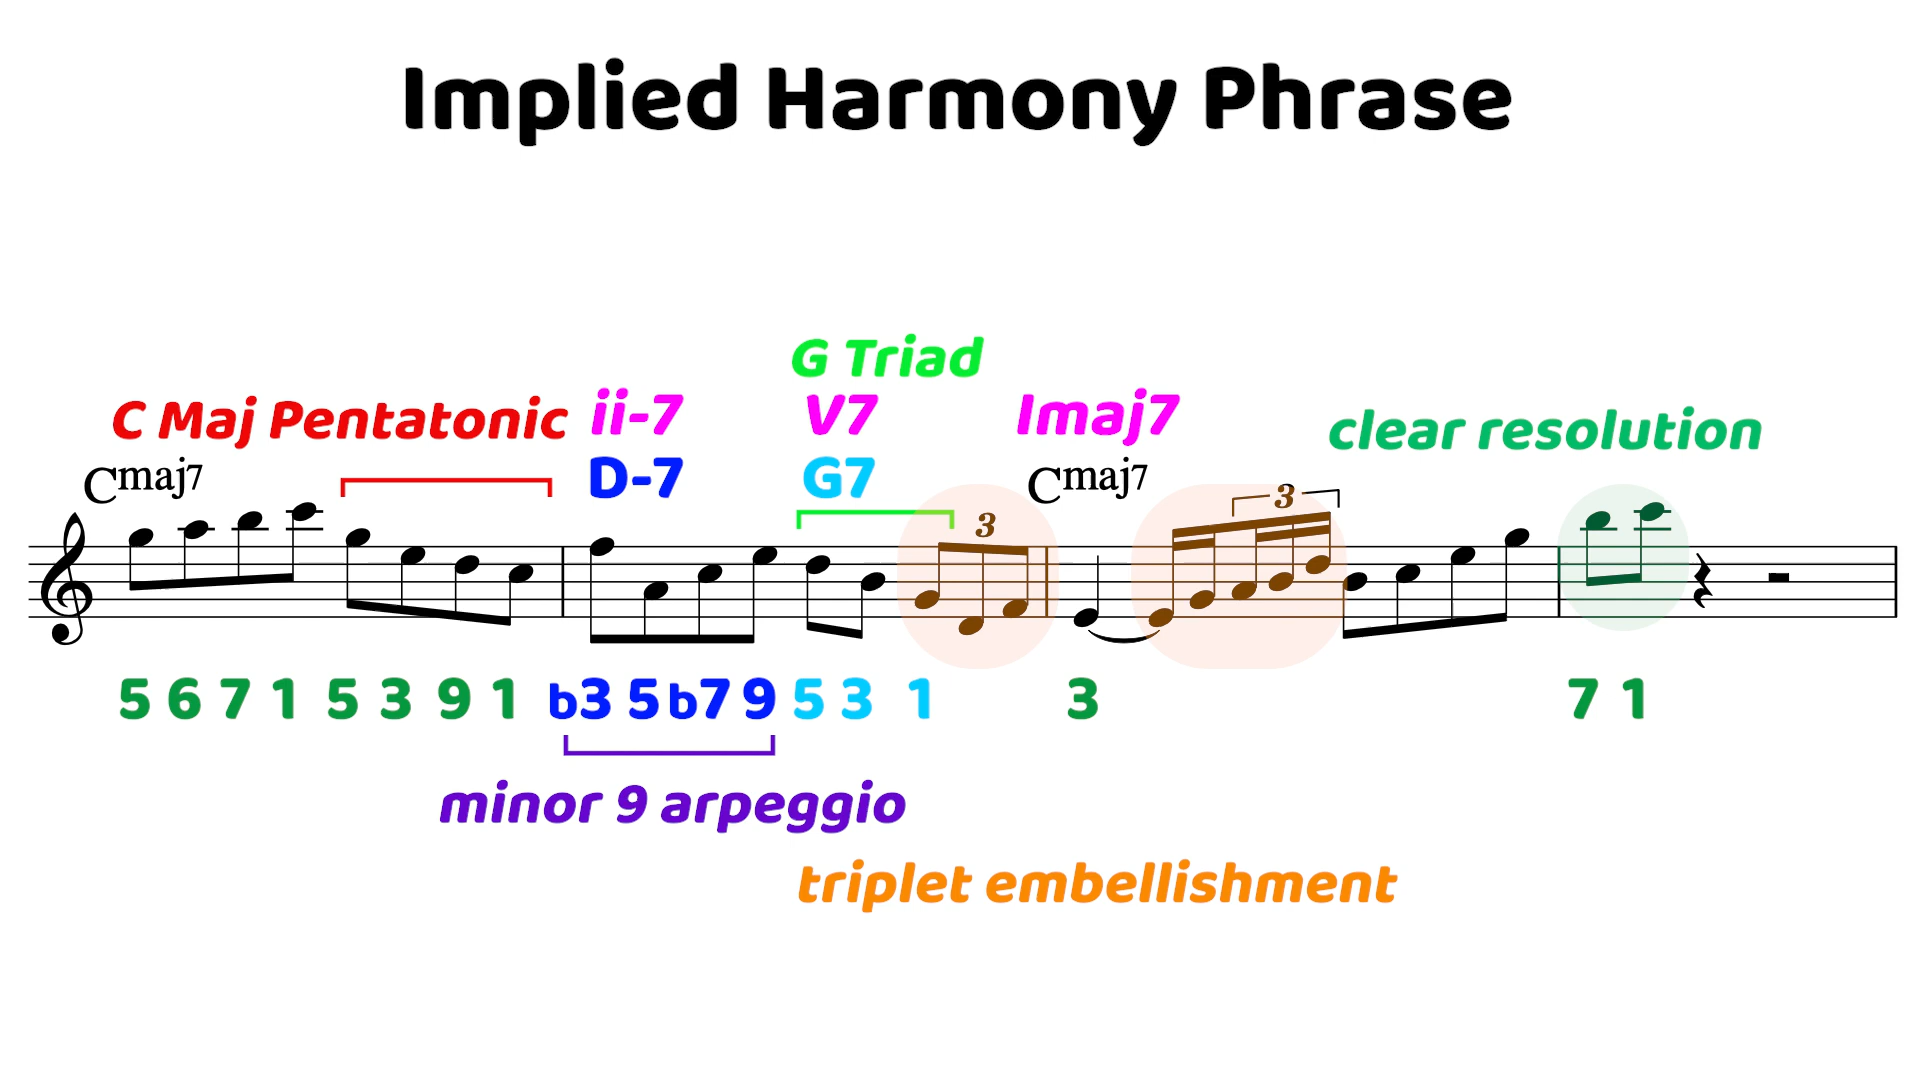 Implied Harmony Phrase
G Triad
C Maj Pentatonic ii-7 V7 Imaj7 clear resolution
Cmaj7 D-7 G7 Cmaj7
3 3
5 6 7 1 5 3 9 1 b3 5 b7 9 5 3 1 3 7 1
minor 9 arpeggio
triplet embellishment